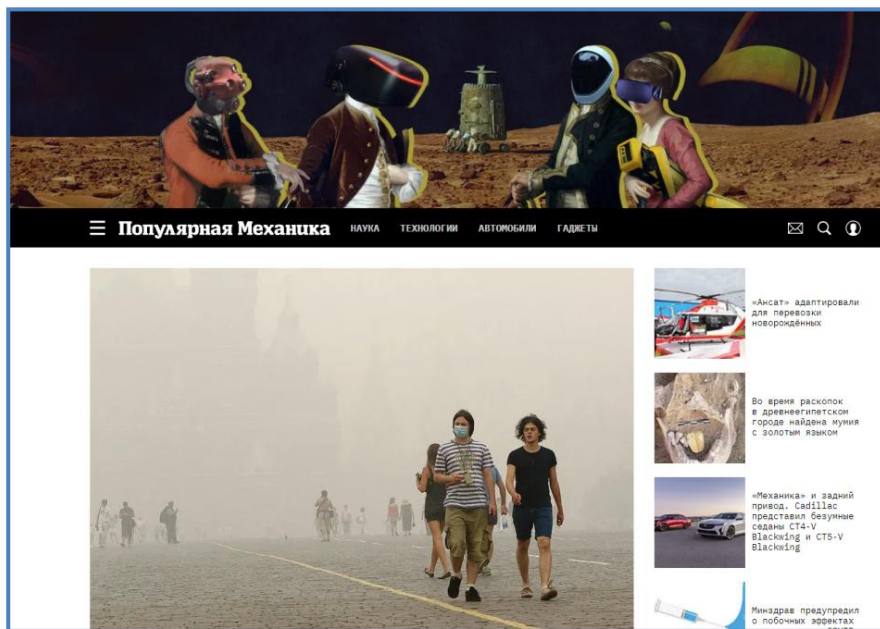 Популярная Механика НАУКА ТЕХНОЛОГИИ АВТОМОБИЛИ ГАДЖЕТЫ
«Ансат» адаптировали
для перевозки
новорождённых
Во время раскопок
в древнеегипетском
городе найдена мумия
с золотым языком
«Механика» и задний
привод. Cadillac
представил безумные
седаны CT4-V
Blackwing и CT5-V
Blackwing
Минздрав предупредил
о побочных эффектах